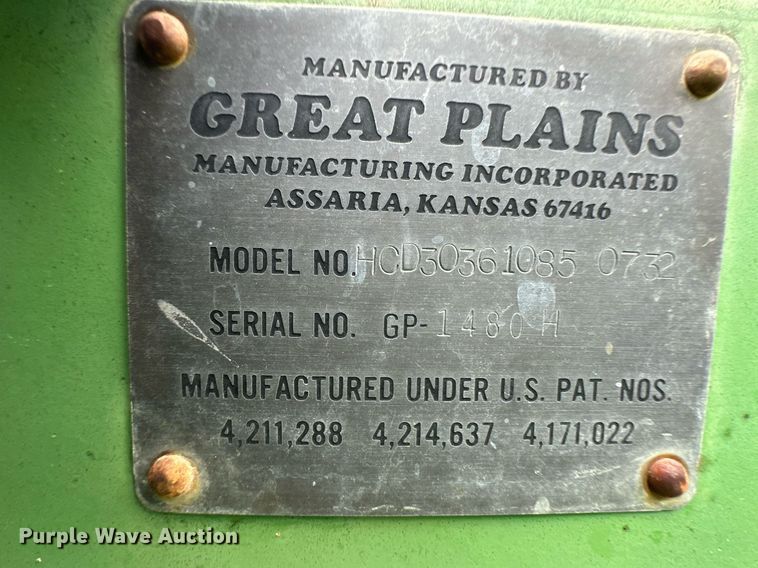 MANUFACTURED BY
GREAT PLAINS
MANUFACTURING INCORPORATED
ASSARIA, KANSAS 67416
MODEL NO. HCD30361085 0732
SERIAL NO. GP-1480H
MANUFACTURED UNDER U.S. PAT. NOS.
4,211,288 4,214,637 4,171,022
Purple Wave Auction